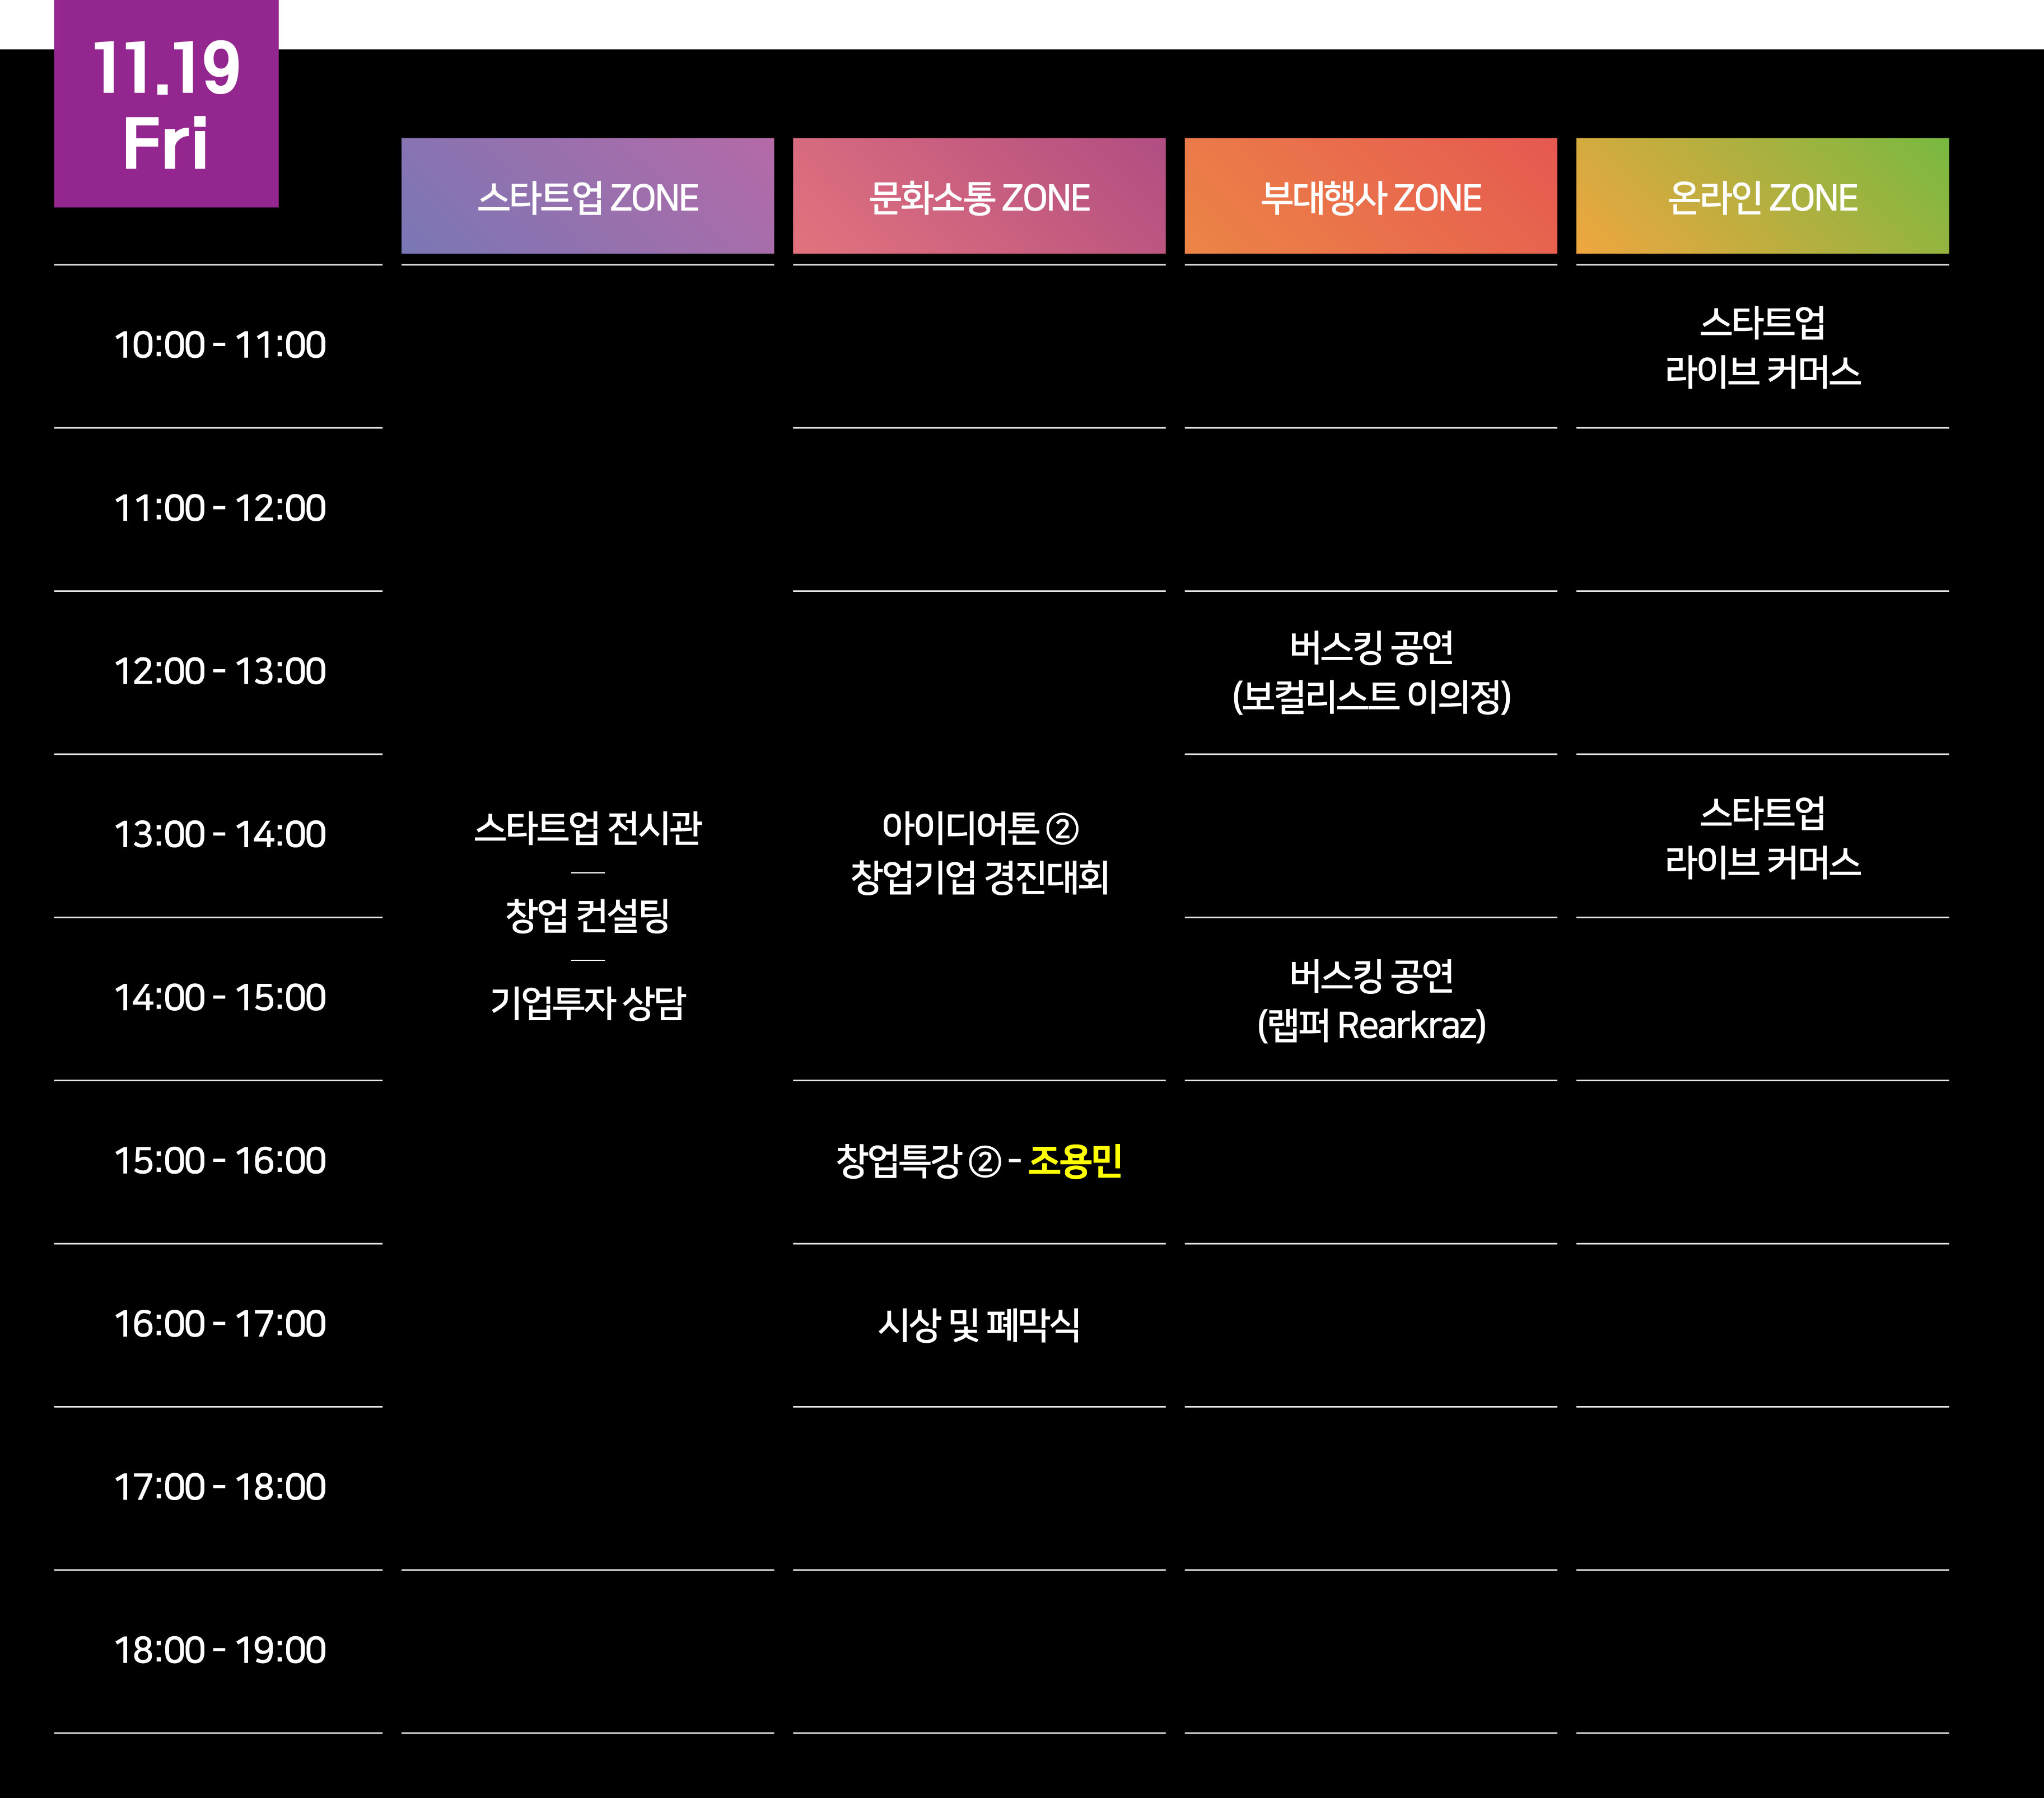 11.19
Fri
스타트업 ZONE
문화소통 ZONE
부대행사 ZONE
온라인 ZONE
10:00 - 11:00
스타트업
라이브 커머스
11:00 - 12:00
12:00 - 13:00
버스킹 공연
(보컬리스트 이의정)
13:00 - 14:00
스타트업 전시관
창업 컨설팅
기업투자 상담
아이디어톤 ②
창업기업 경진대회
스타트업
라이브 커머스
14:00 - 15:00
버스킹 공연
(랩퍼 Rearkraz)
15:00 - 16:00
창업특강 ② - 조용민
16:00 - 17:00
시상 및 폐막식
17:00 - 18:00
18:00 - 19:00